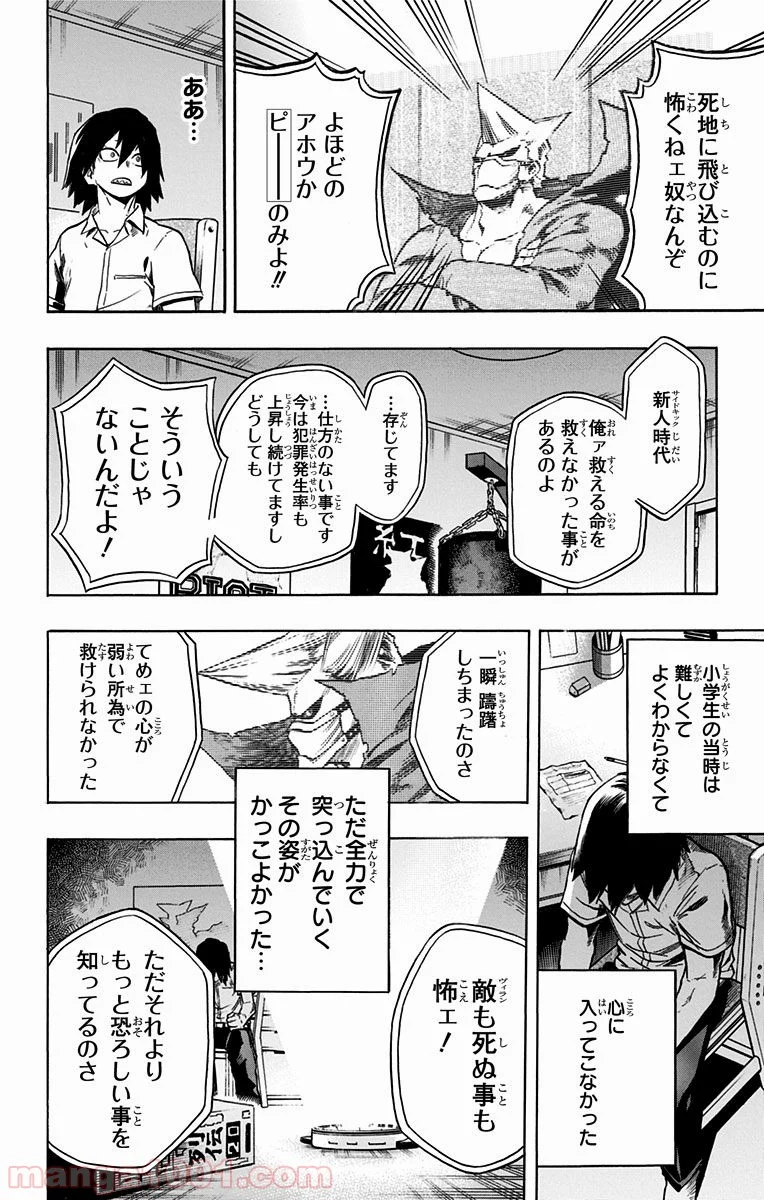 死地に飛び込むのに
怖くねェ奴なんぞ
よほどの
アホウか
ピーーーのみよ!!
ああ…
新人時代
俺ァ救える命を
救えなかった事が
あるのよ
…存じてます
…仕方のない事です
今は犯罪発生率も
上昇し続けてますし
どうしても
そういう
ことじゃ
ないんだよ!
紅
RIOT
小学生の当時は
難しくて
よくわからなくて
心に
入ってこなかった
一瞬躊躇
しちまったのさ
てめェの心が
弱い所為で
救けられなかった
ただ全力で
突っ込んでいく
その姿が
かっこよかった…
敵も死ぬ事も
怖ェ!
ただそれより
もっと恐ろしい事を
知ってるのさ
列伝
manga1001.com